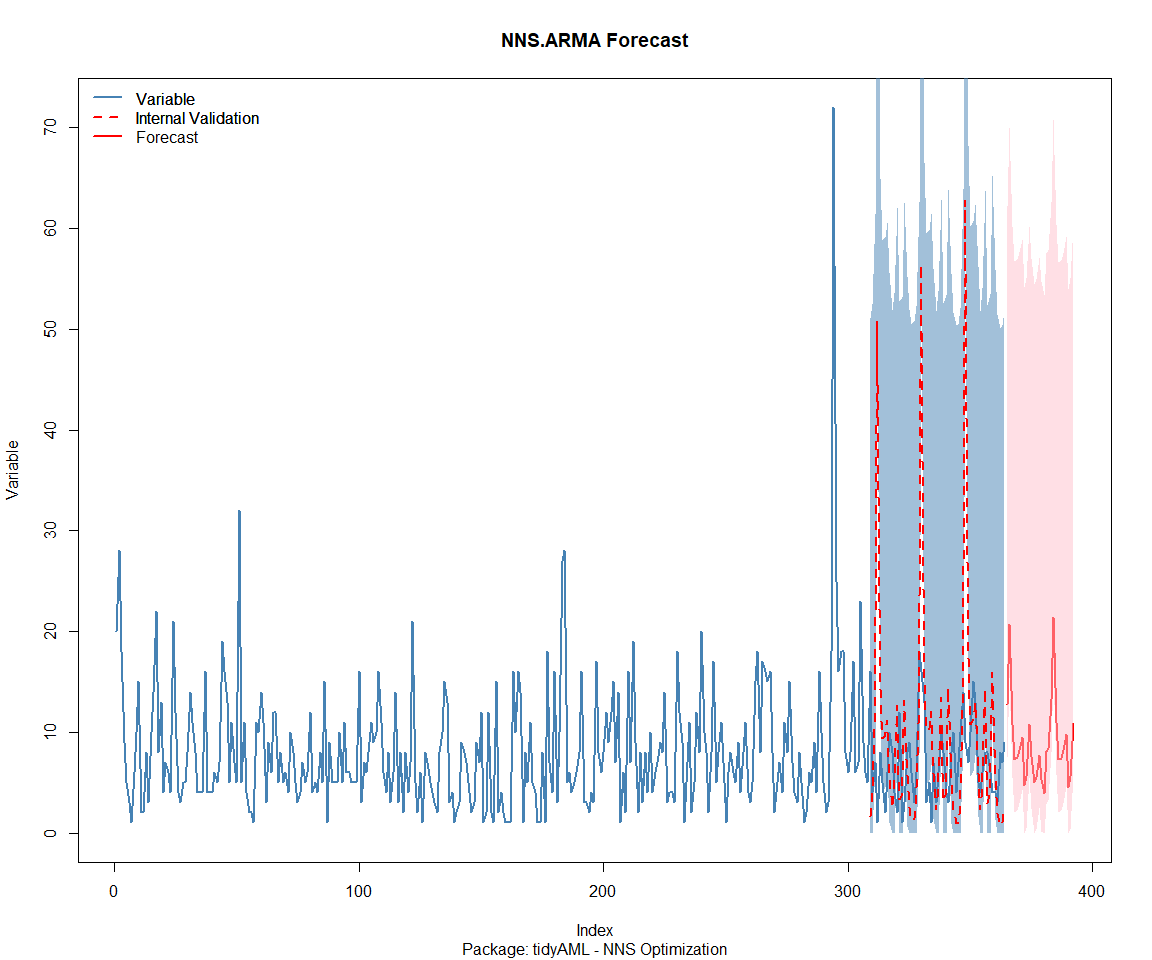 NNS.ARMA Forecast
Variable
Internal Validation
Forecast
Variable
70
60
50
40
30
20
10
0
0 100 200 300 400
Index
Package: tidyAML - NNS Optimization